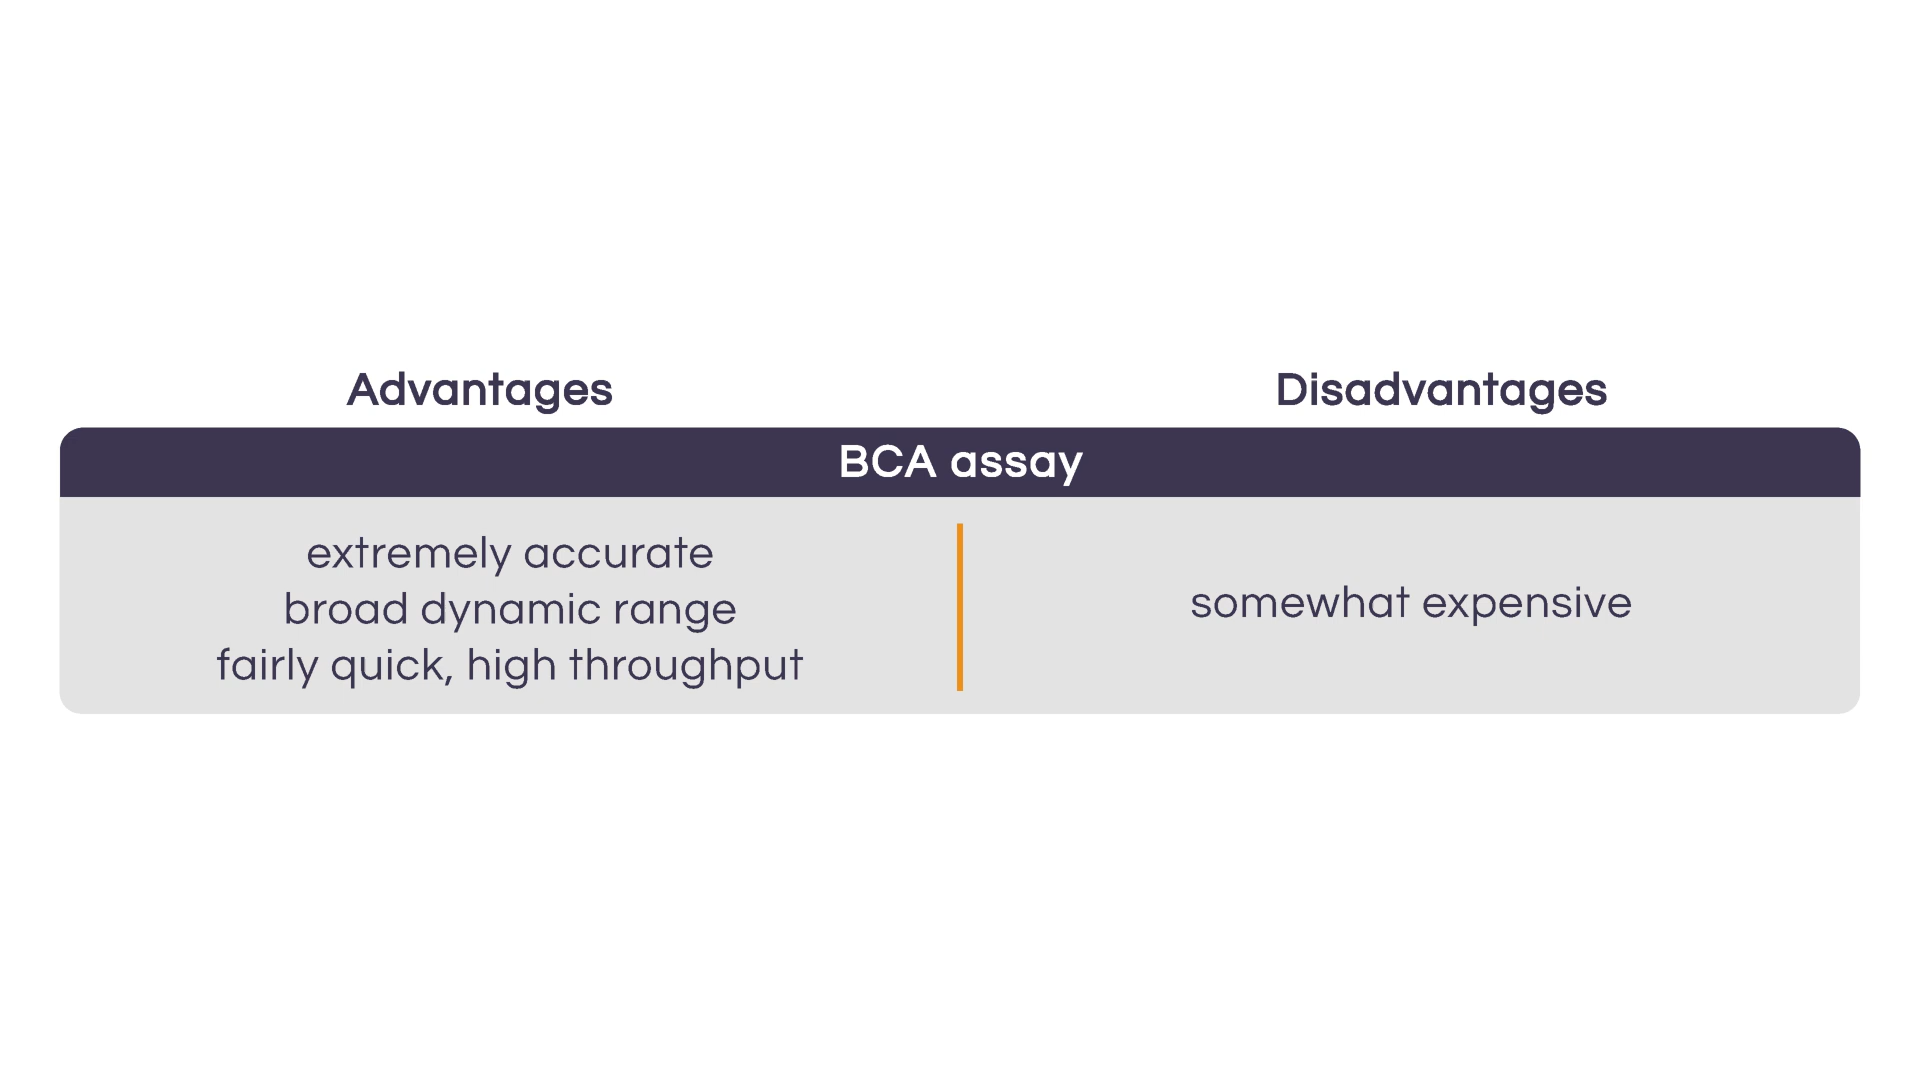 Advantages
Disadvantages
BCA assay
extremely accurate
broad dynamic range
fairly quick, high throughput
somewhat expensive